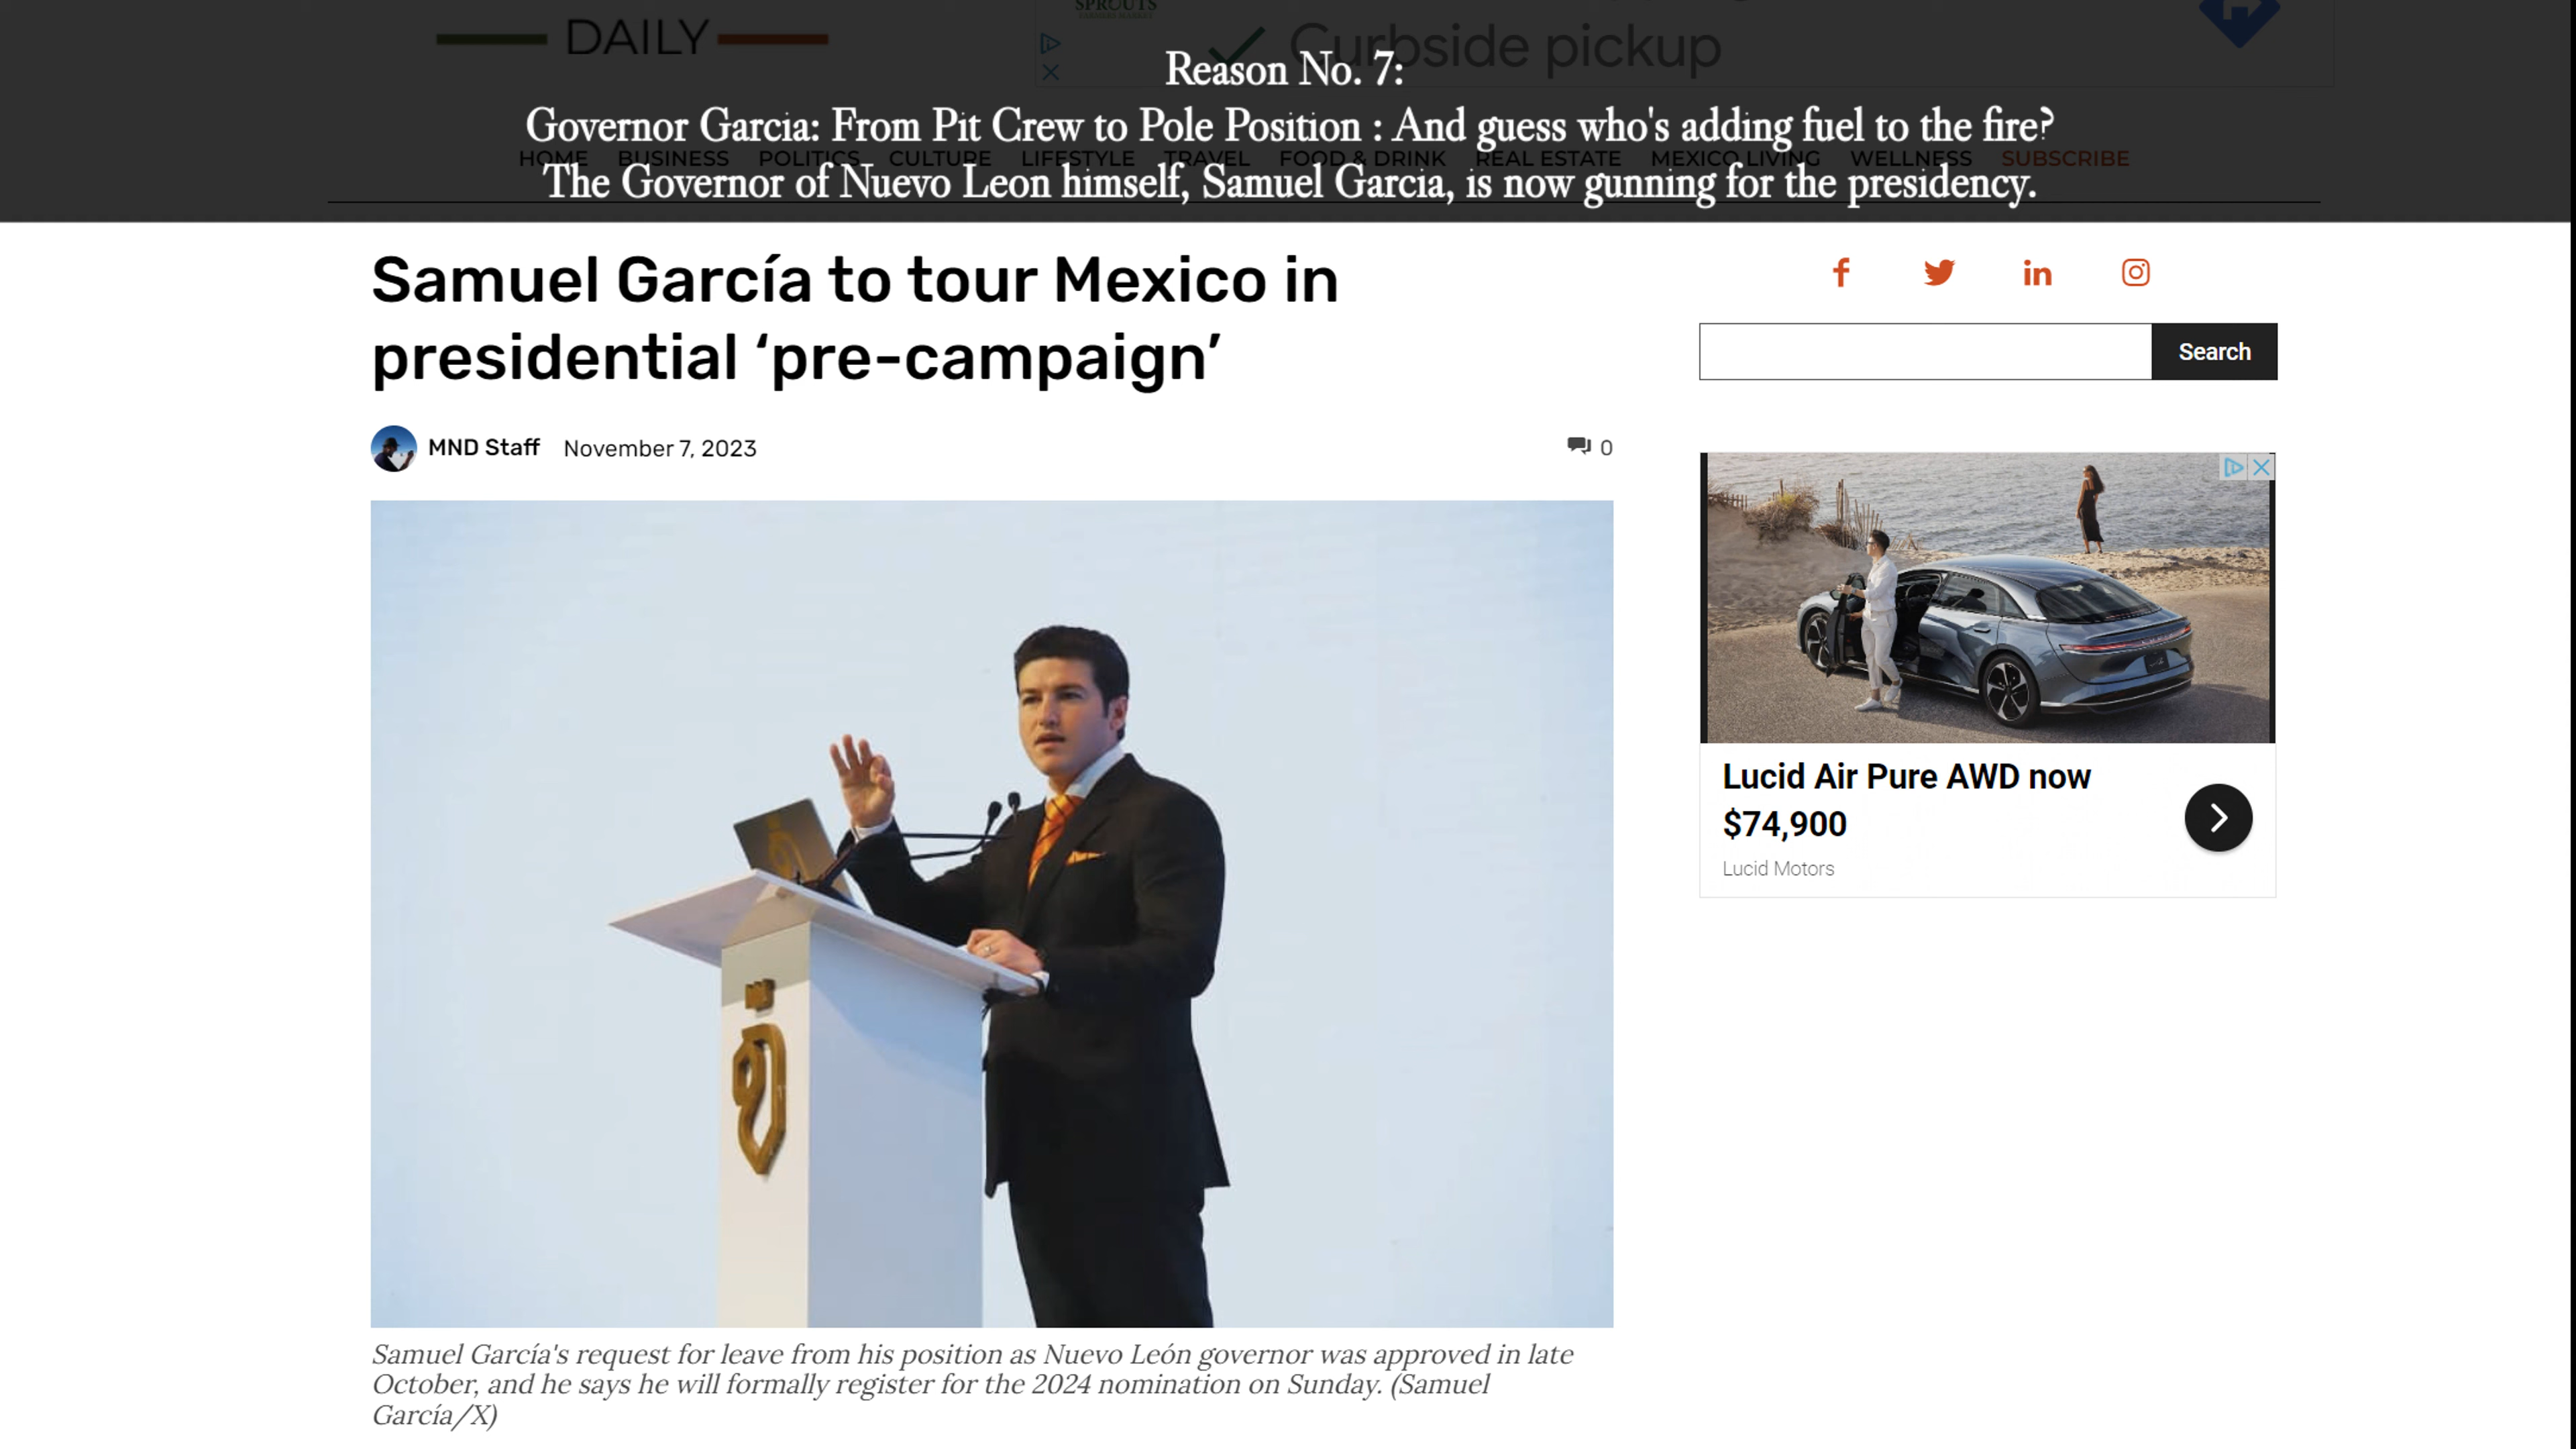 SPROUTS
FARMERS MARKET
DAILY
Curbside pickup
Reason No. 7:
Governor Garcia: From Pit Crew to Pole Position : And guess who's adding fuel to the fire?
HOME BUSINESS POLITICS CULTURE LIFESTYLE TRAVEL FOOD & DRINK REAL ESTATE MEXICO LIVING WELLNESS SUBSCRIBE
The Governor of Nuevo Leon himself, Samuel Garcia, is now gunning for the presidency.
Samuel García to tour Mexico in
presidential ‘pre-campaign’
Search
MND Staff November 7, 2023 0
Lucid Air Pure AWD now
$74,900
Lucid Motors
Samuel García's request for leave from his position as Nuevo León governor was approved in late
October, and he says he will formally register for the 2024 nomination on Sunday. (Samuel
García/X)